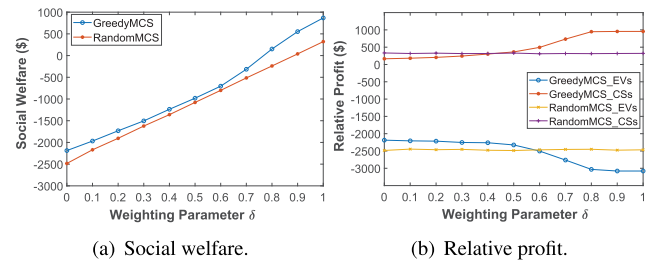 1000
500
0
-500
-1000
-1500
-2000
-2500
-3000
Social Welfare ($)
GreedyMCS
RandomMCS
0 0.1 0.2 0.3 0.4 0.5 0.6 0.7 0.8 0.9 1
Weighting Parameter δ
(a) Social welfare.
1500
1000
500
0
-500
-1000
-1500
-2000
-2500
-3000
Relative Profit ($)
GreedyMCS_EVs
GreedyMCS_CSs
RandomMCS_EVs
RandomMCS_CSs
0 0.1 0.2 0.3 0.4 0.5 0.6 0.7 0.8 0.9 1
Weighting Parameter δ
(b) Relative profit.